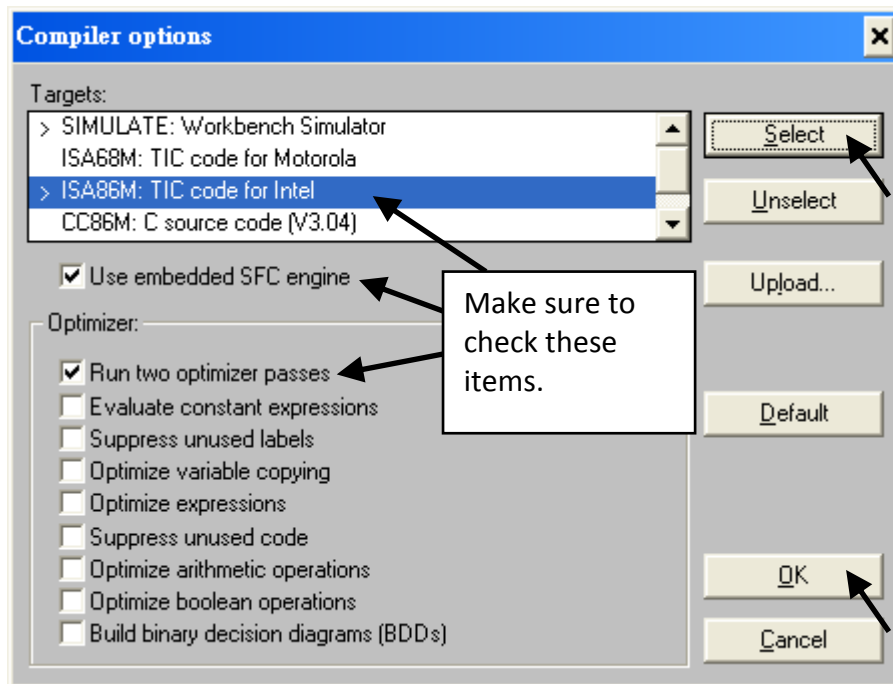 Compiler options
Targets:
> SIMULATE: Workbench Simulator
ISA68M: TIC code for Motorola
> ISA86M: TIC code for Intel
CC86M: C source code (V3.04)
Select
Unselect
Upload...
Default
OK
Cancel
Use embedded SFC engine
Optimizer:
Run two optimizer passes
Evaluate constant expressions
Suppress unused labels
Optimize variable copying
Optimize expressions
Suppress unused code
Optimize arithmetic operations
Optimize boolean operations
Build binary decision diagrams (BDDs)
Make sure to
check these
items.